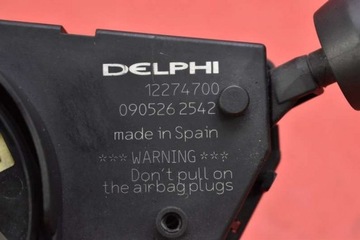 DELPHI
12274700
090526 2542
made in Spain
*** WARNING ***
Don't pull on
the airbag plugs